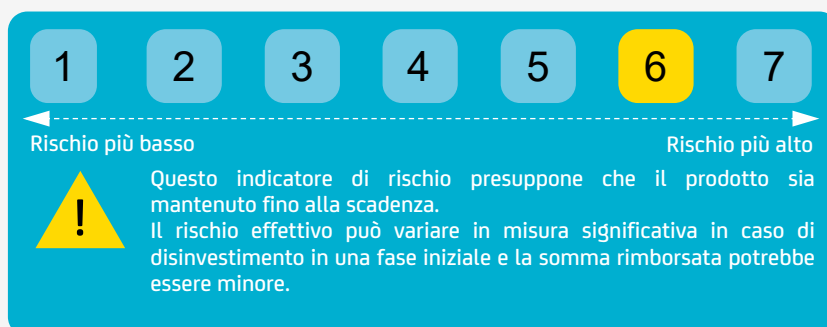 1 2 3 4 5 6 7
Rischio più basso Rischio più alto
!
Questo indicatore di rischio presuppone che il prodotto sia
mantenuto fino alla scadenza.
Il rischio effettivo può variare in misura significativa in caso di
disinvestimento in una fase iniziale e la somma rimborsata potrebbe
essere minore.